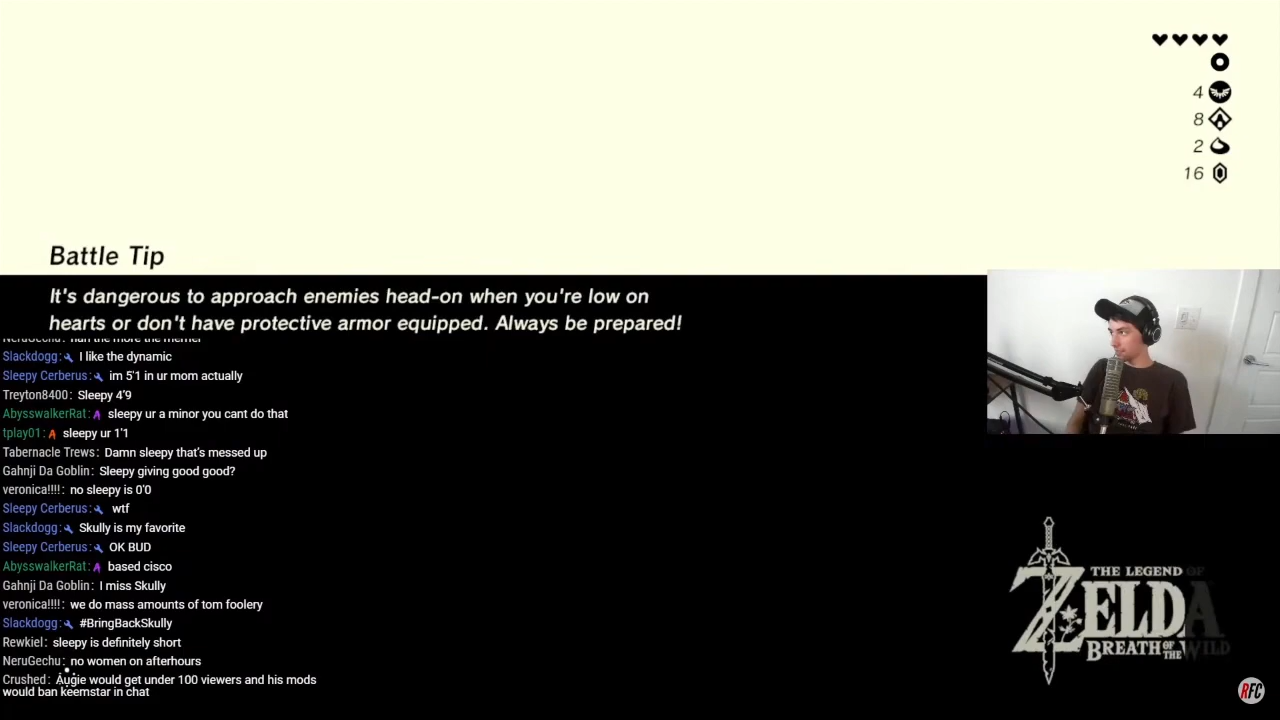 4
8
2
16
Battle Tip
It's dangerous to approach enemies head-on when you're low on
hearts or don't have protective armor equipped. Always be prepared!
Slackdogg: I like the dynamic
Sleepy Cerberus: im 5'1 in ur mom actually
Treyton8400: Sleepy 4'9
AbysswalkerRat: sleepy ur a minor you cant do that
tplay01: sleepy ur 1'1
Tabernacle Trews: Damn sleepy that's messed up
Gahnji Da Goblin: Sleepy giving good good?
veronica!!!!: no sleepy is 0'0
Sleepy Cerberus: wtf
Slackdogg: Skully is my favorite
Sleepy Cerberus: OK BUD
AbysswalkerRat: based cisco
Gahnji Da Goblin: I miss Skully
veronica!!!!: we do mass amounts of tom foolery
Slackdogg: #BringBackSkully
Rewkiel: sleepy is definitely short
NeruGechu: no women on afterhours
Crushed: Augie would get under 100 viewers and his mods
would ban keemstar in chat
THE LEGEND OF
ZELDA
BREATH OF THE WILD
RFC